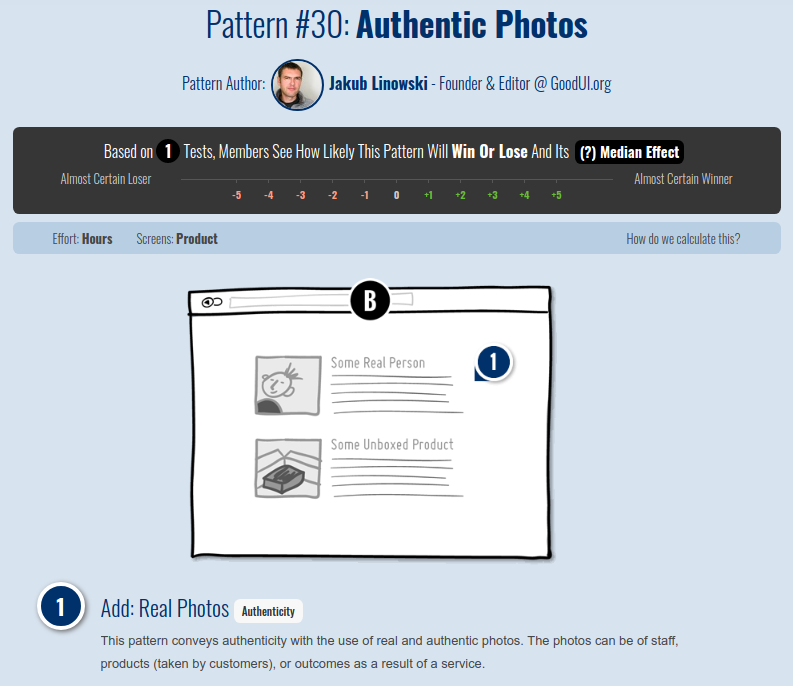 Pattern #30: Authentic Photos
Pattern Author: Jakub Linowski - Founder & Editor @ GoodUI.org
Based on 1 Tests, Members See How Likely This Pattern Will Win Or Lose And Its (?) Median Effect
Almost Certain Loser Almost Certain Winner
-5 -4 -3 -2 -1 0 +1 +2 +3 +4 +5
Effort: Hours Screens: Product How do we calculate this?
B
Some Real Person 1
Some Unboxed Product
1 Add: Real Photos Authenticity
This pattern conveys authenticity with the use of real and authentic photos. The photos can be of staff,
products (taken by customers), or outcomes as a result of a service.